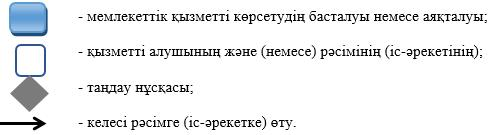 - мемлекеттік қызметті көрсетудің басталуы немесе аяқталуы;
- қызметті алушының және (немесе) рәсімінің (іс-әрекетінің);
- таңдау нұсқасы;
- келесі рәсімге (іс-әрекетке) өту.